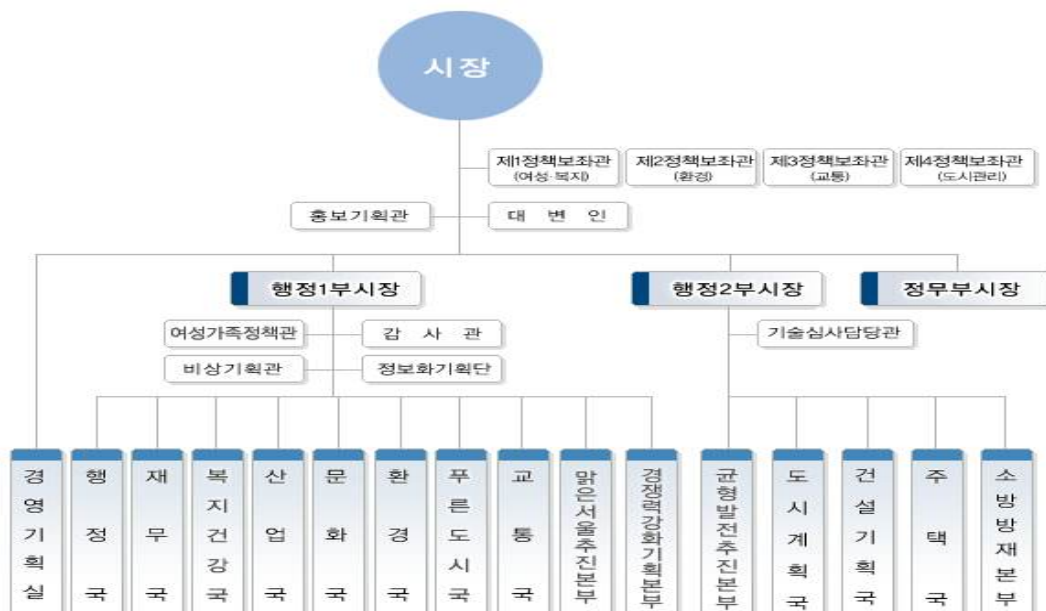 시장
제1정책보좌관
(여성·복지)
제2정책보좌관
(환경)
제3정책보좌관
(교통)
제4정책보좌관
(도시관리)
홍보기획관
대 변 인
행정1부시장
행정2부시장
정무부시장
여성가족정책관
감 사 관
기술심사담당관
비상기획관
정보화기획단
경영기획실
행정국
재무국
복지건강국
산업국
문화국
환경국
푸른도시국
교통국
맑은서울추진본부
경쟁력강화기획본부
균형발전추진본부
도시계획국
건설기획국
주택국
소방방재본부